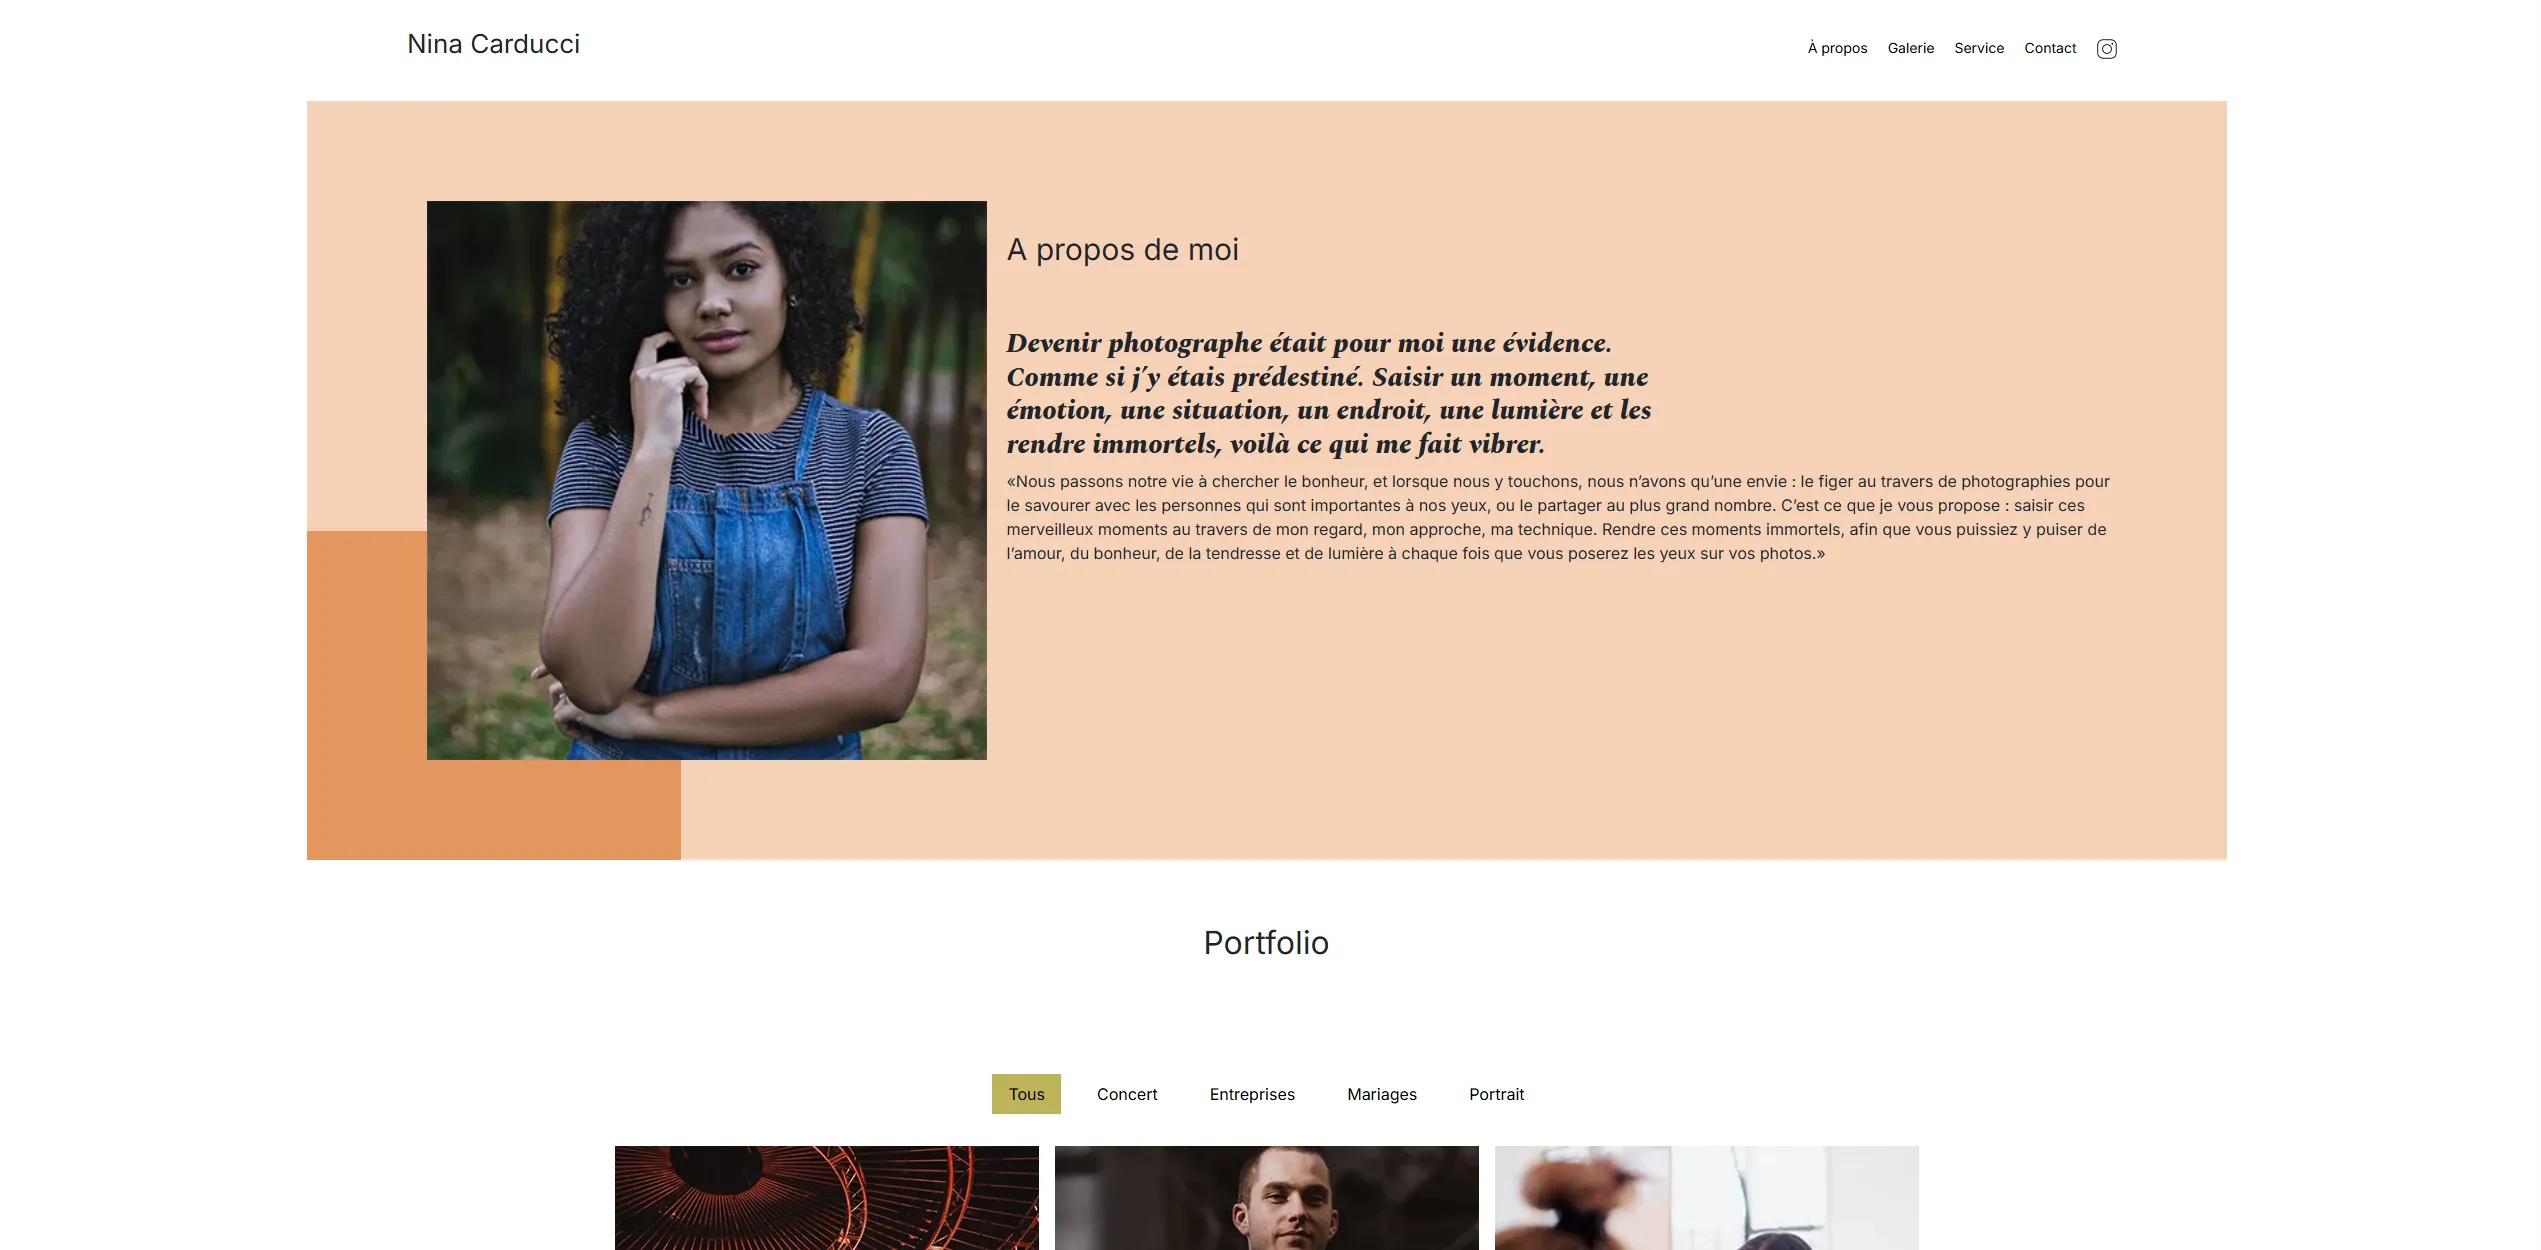 Nina Carducci
À propos Galerie Service Contact
A propos de moi
Devenir photographe était pour moi une évidence.
Comme si j’y étais prédestiné. Saisir un moment, une
émotion, une situation, un endroit, une lumière et les
rendre immortels, voilà ce qui me fait vibrer.
«Nous passons notre vie à chercher le bonheur, et lorsque nous y touchons, nous n’avons qu’une envie : le figer au travers de photographies pour
le savourer avec les personnes qui sont importantes à nos yeux, ou le partager au plus grand nombre. C’est ce que je vous propose : saisir ces
merveilleux moments au travers de mon regard, mon approche, ma technique. Rendre ces moments immortels, afin que vous puissiez y puiser de
l’amour, du bonheur, de la tendresse et de lumière à chaque fois que vous poserez les yeux sur vos photos.»
Portfolio
Tous Concert Entreprises Mariages Portrait